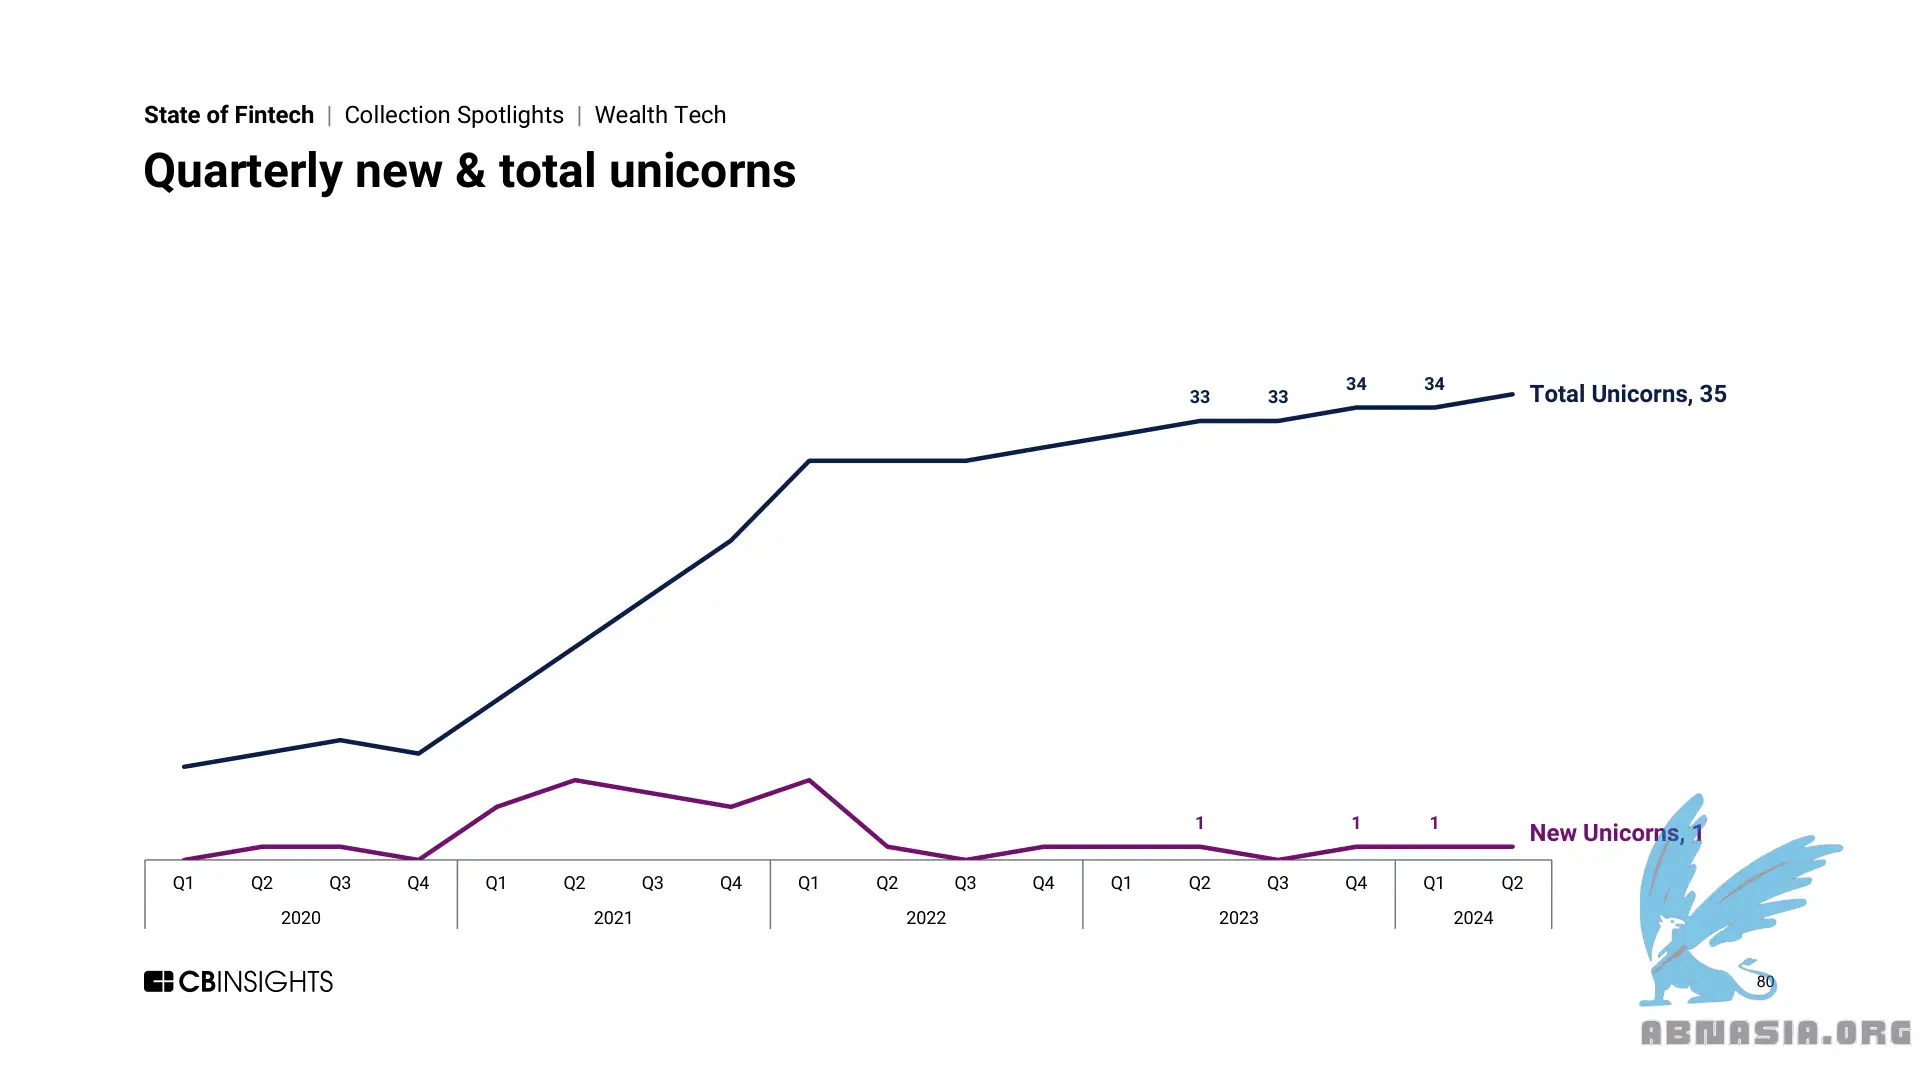 State of Fintech | Collection Spotlights | Wealth Tech
Quarterly new & total unicorns
33 33 34 34 Total Unicorns, 35
1 1 1 New Unicorns, 1
Q1 Q2 Q3 Q4 Q1 Q2 Q3 Q4 Q1 Q2 Q3 Q4 Q1 Q2 Q3 Q4 Q1 Q2
2020 2021 2022 2023 2024
CBINSIGHTS
80
ABNASIA.ORG